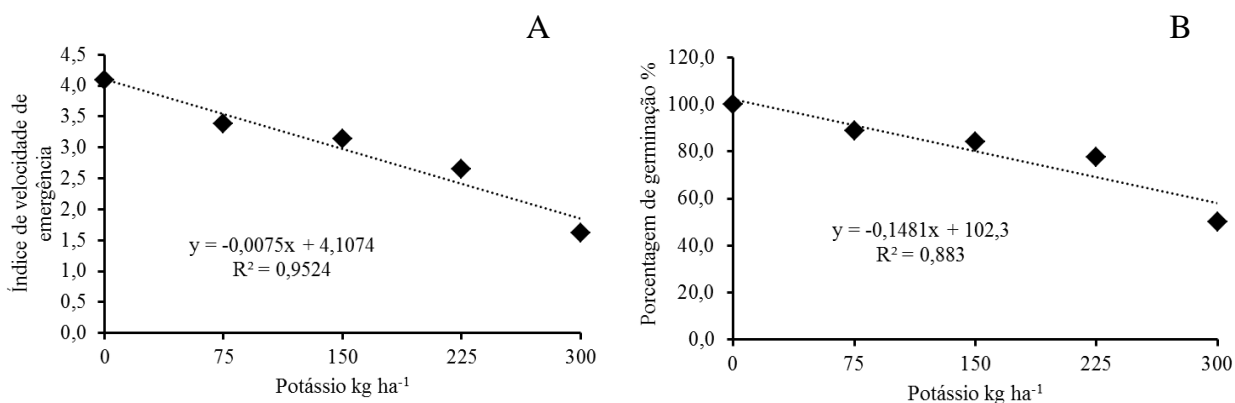 A
Índice de velocidade de
emergência
4,5
4,0
3,5
3,0
2,5
2,0
1,5
1,0
0,5
0,0
y = -0,0075x + 4,1074
R² = 0,9524
0 75 150 225 300
Potássio kg ha⁻¹
B
Porcentagem de germinação %
120,0
100,0
80,0
60,0
40,0
20,0
0,0
y = -0,1481x + 102,3
R² = 0,883
0 75 150 225 300
Potássio kg ha⁻¹